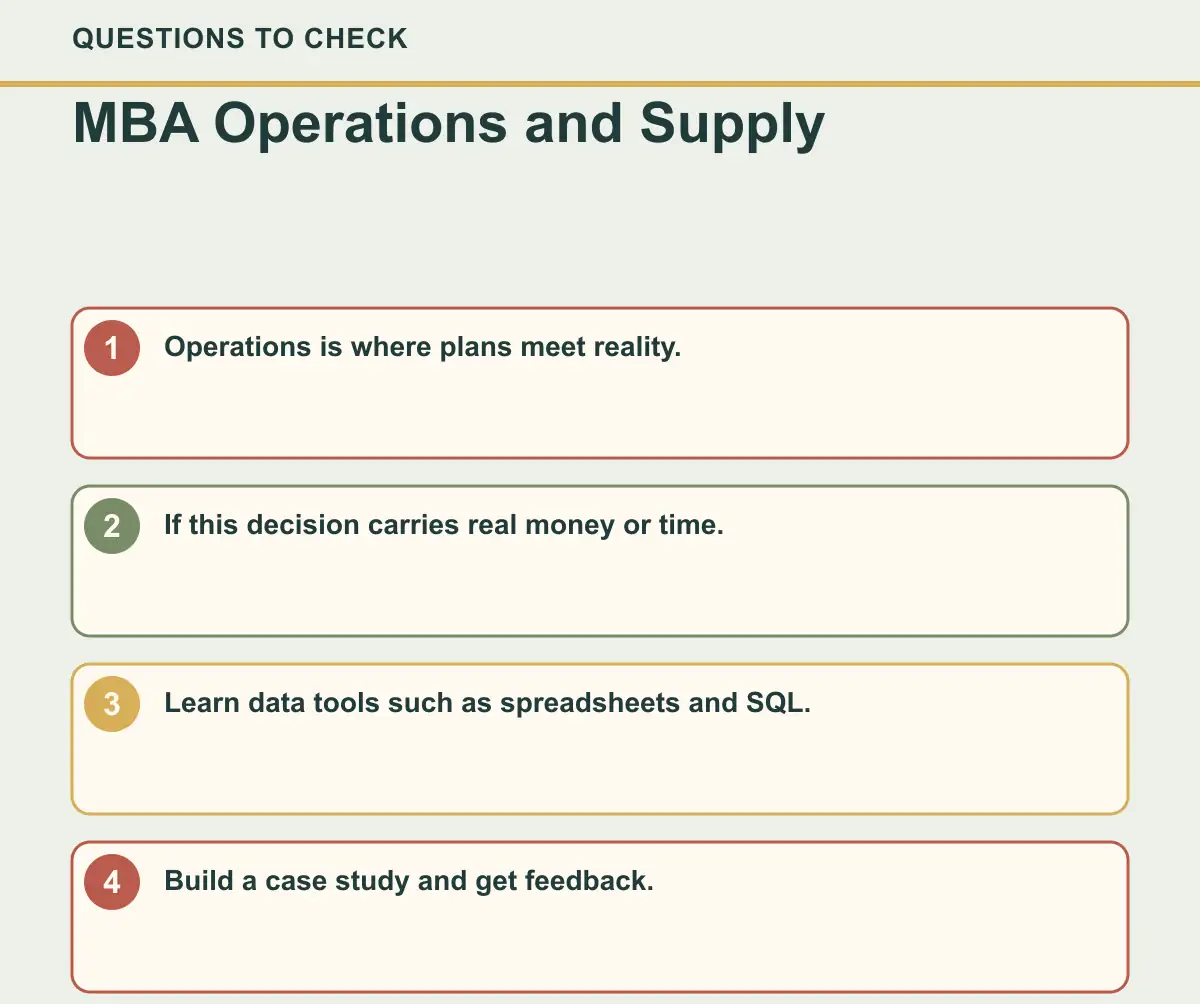 QUESTIONS TO CHECK
MBA Operations and Supply
1 Operations is where plans meet reality.
2 If this decision carries real money or time.
3 Learn data tools such as spreadsheets and SQL.
4 Build a case study and get feedback.